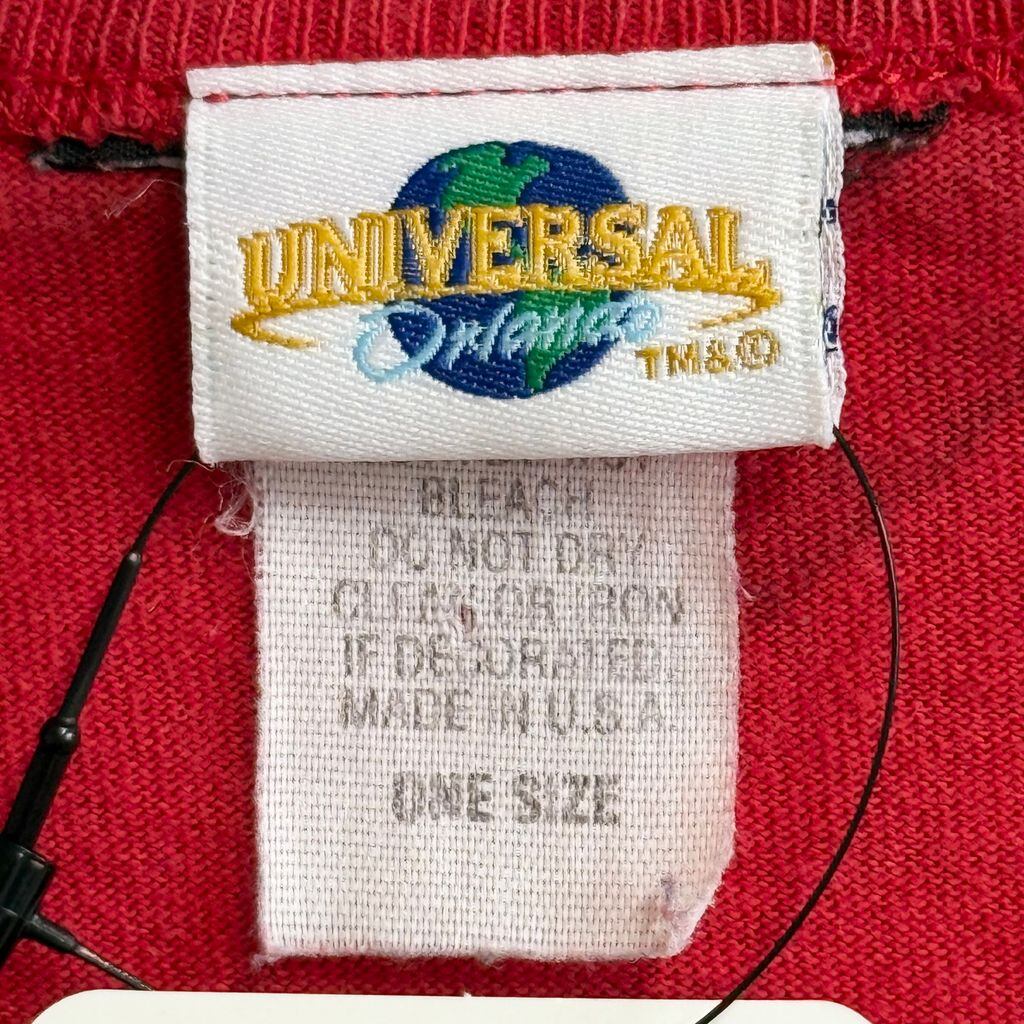 UNIVERSAL
Orlando
TM&Ⓛ
BLEACH
DO NOT DRY
CLEAN OR IRON
IF DECORATED.
MADE IN U.S.A.
ONE SIZE